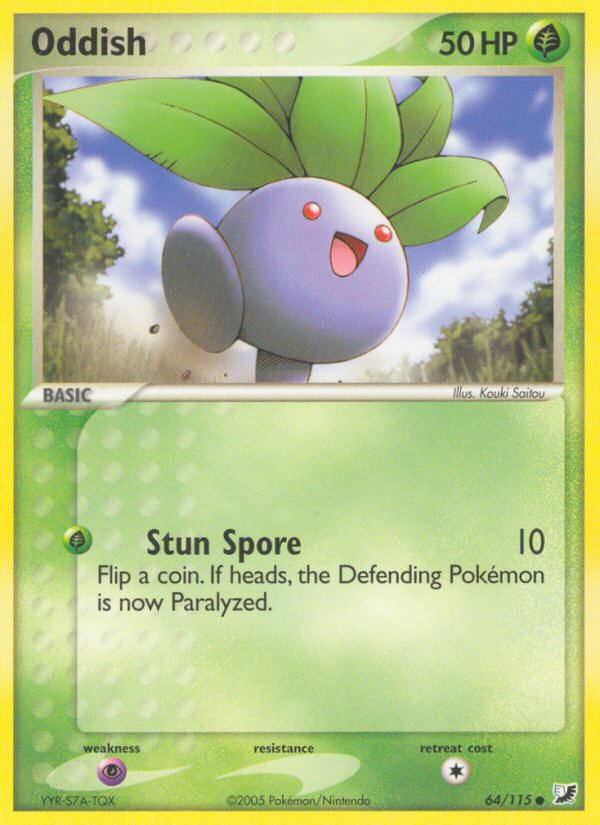 Oddish
50 HP
BASIC
Illus. Kouki Saitou
Stun Spore 10
Flip a coin. If heads, the Defending Pokémon
is now Paralyzed.
weakness resistance retreat cost
YYR-S7A-TQX ©2005 Pokémon/Nintendo 64/115